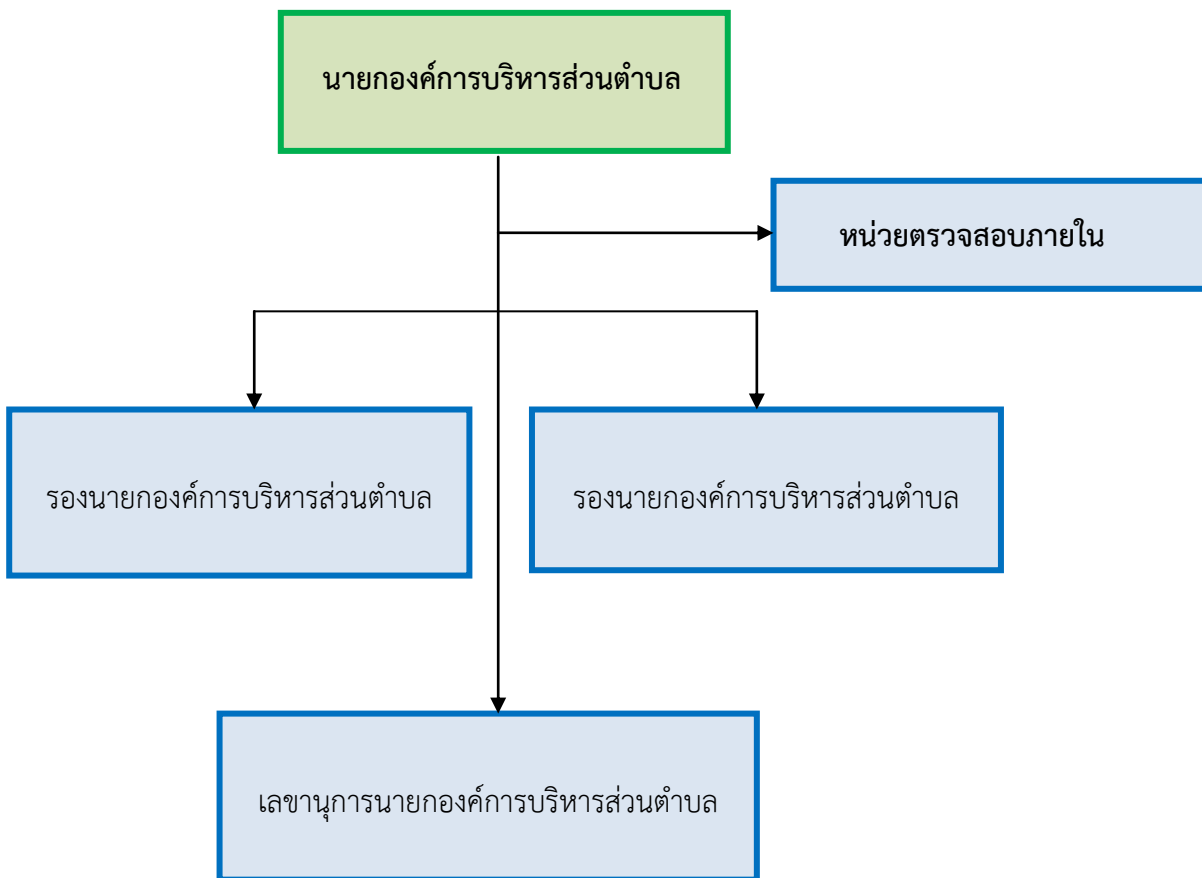 นายกองค์การบริหารส่วนตำบล
หน่วยตรวจสอบภายใน
รองนายกองค์การบริหารส่วนตำบล
รองนายกองค์การบริหารส่วนตำบล
เลขานุการนายกองค์การบริหารส่วนตำบล